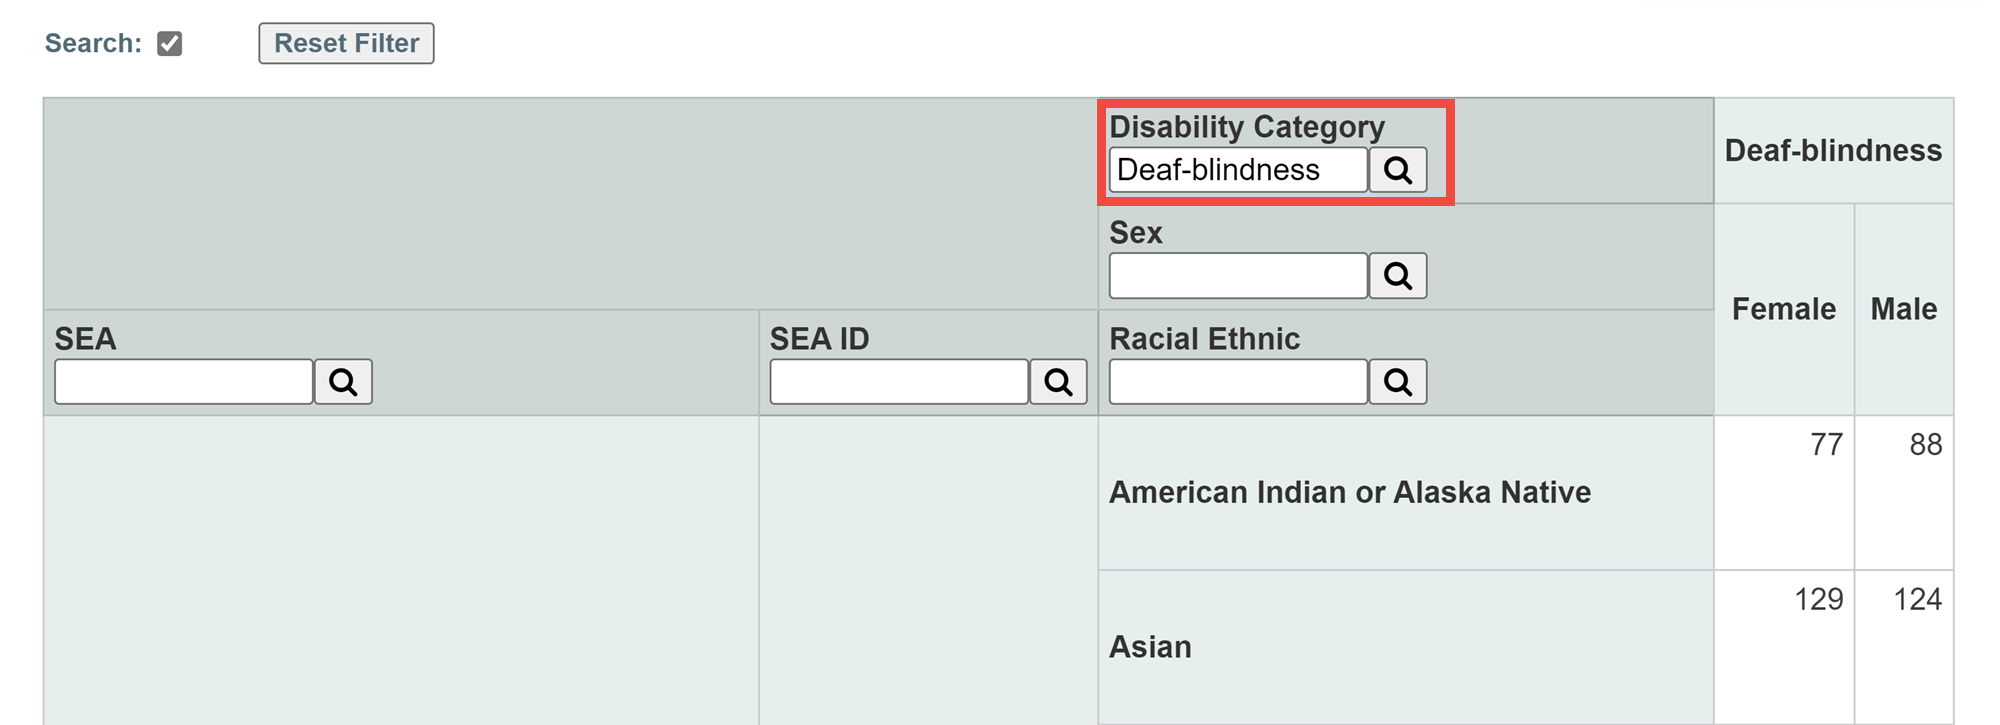 Search: Reset Filter
Disability Category
Deaf-blindness
Deaf-blindness
Sex
Female Male
SEA SEA ID Racial Ethnic
American Indian or Alaska Native 77 88
Asian 129 124